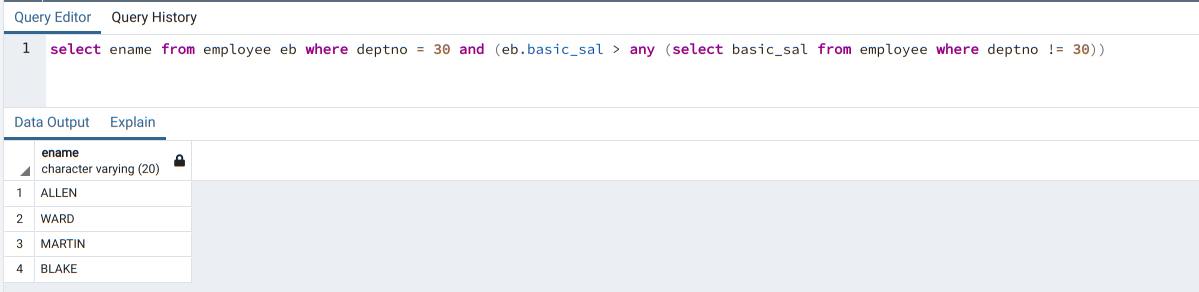 Query Editor Query History
1 select ename from employee eb where deptno = 30 and (eb.basic_sal > any (select basic_sal from employee where deptno != 30))
Data Output Explain
ename
character varying (20)
1 ALLEN
2 WARD
3 MARTIN
4 BLAKE